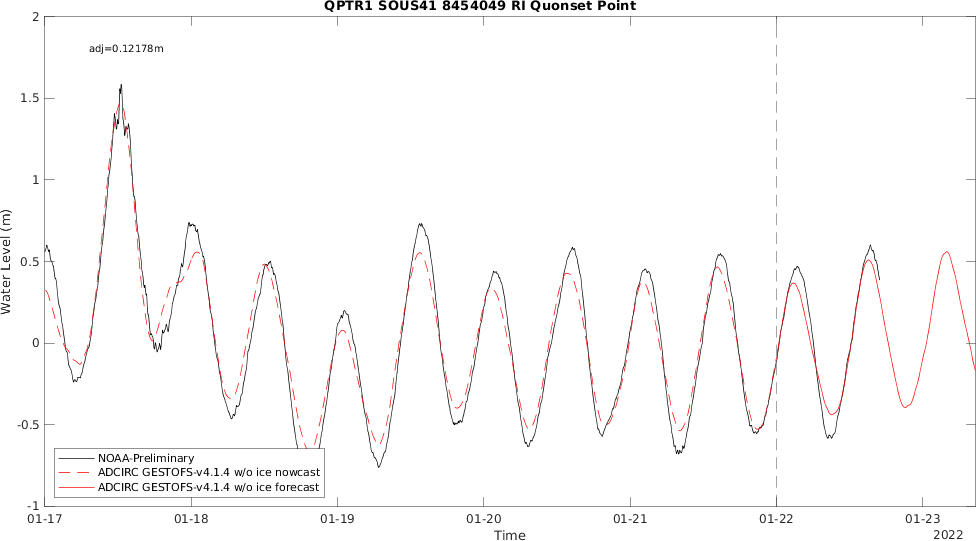 QPTR1 SOUS41 8454049 RI Quonset Point
2
adj=0.12178m
1.5
1
0.5
Water Level (m)
0
-0.5
NOAA-Preliminary
ADCIRC GESTOFS-v4.1.4 w/o ice nowcast
ADCIRC GESTOFS-v4.1.4 w/o ice forecast
-1
01-17 01-18 01-19 01-20 01-21 01-22 01-23
Time
2022